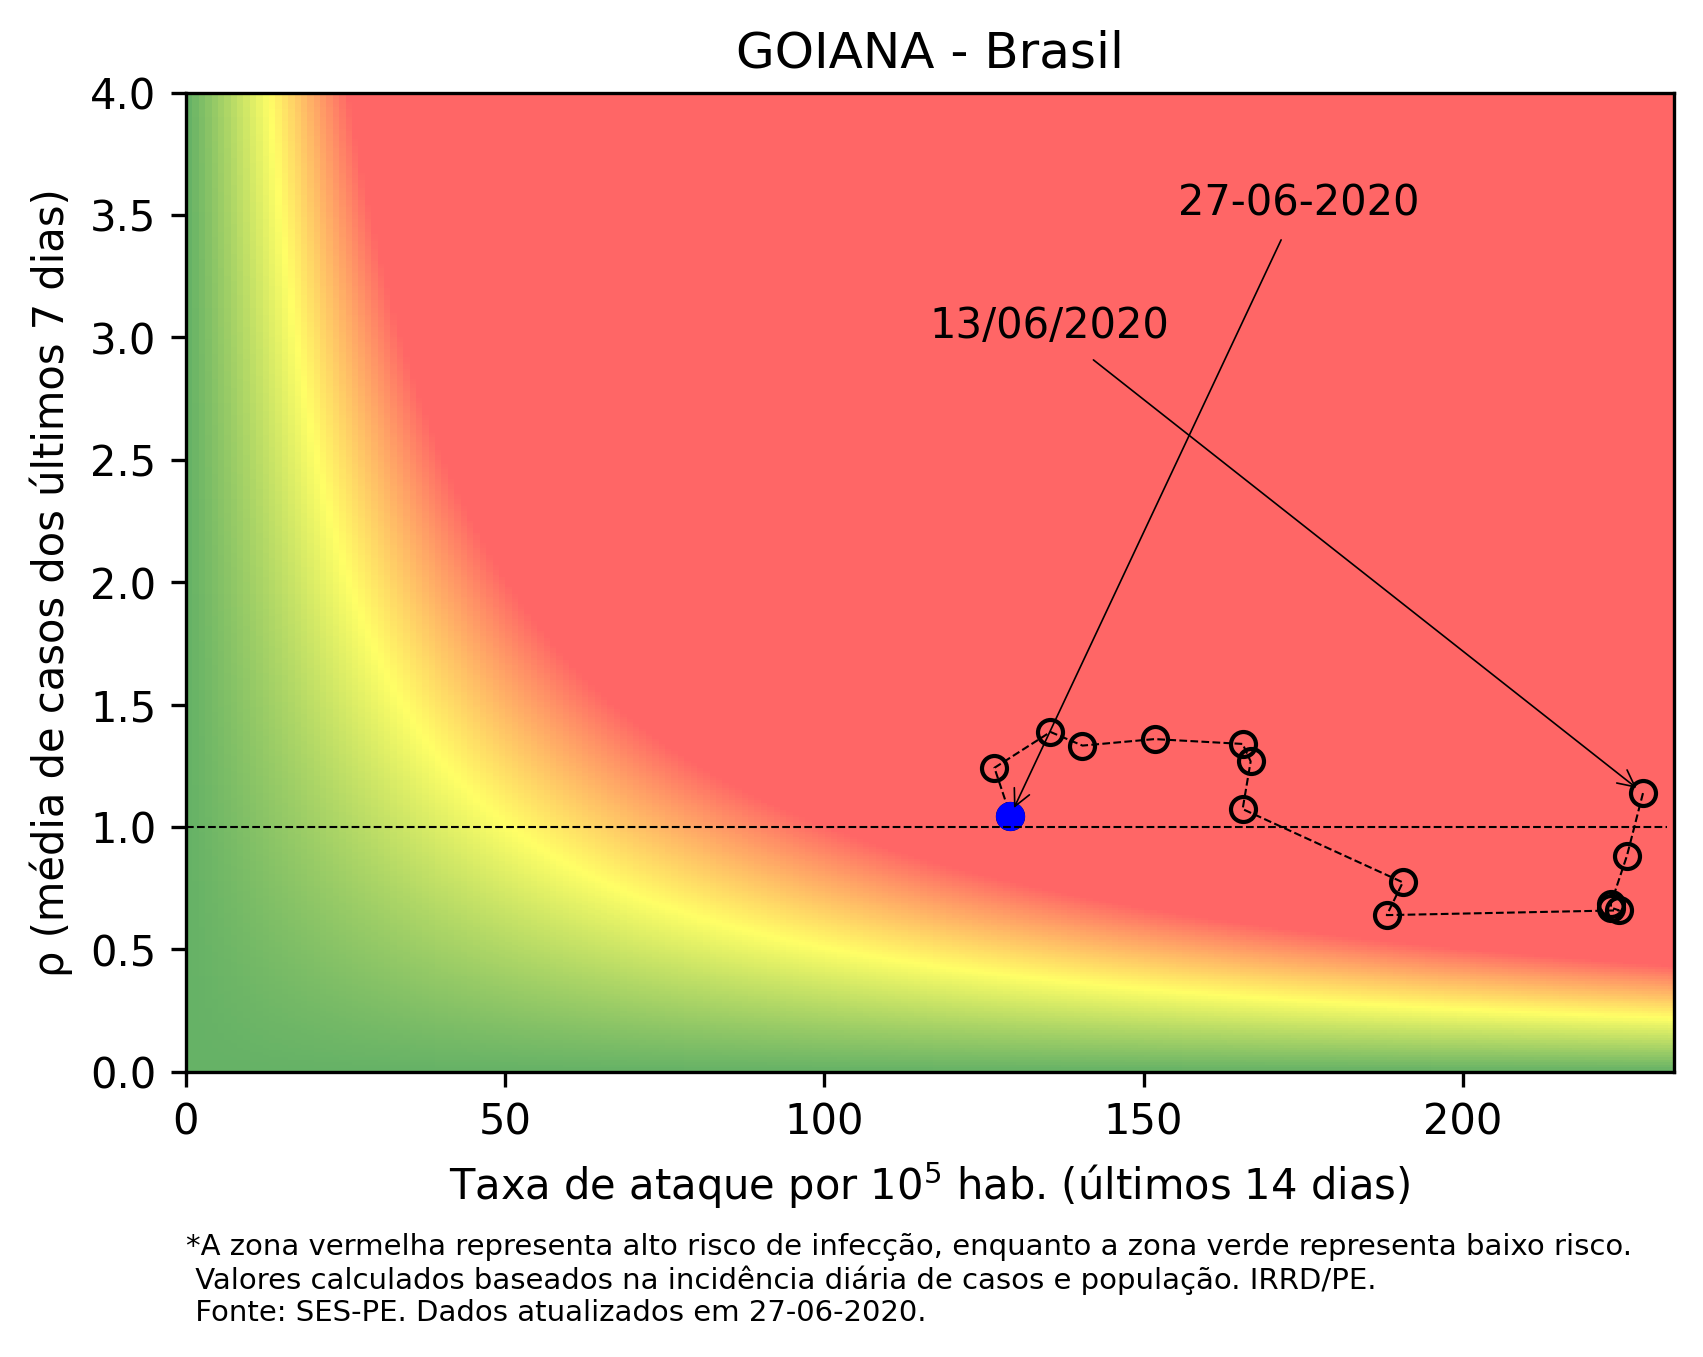 GOIANA - Brasil
4.0
3.5
3.0
2.5
2.0
1.5
1.0
0.5
0.0
ρ (média de casos dos últimos 7 dias)
27-06-2020
13/06/2020
0 50 100 150 200
Taxa de ataque por 10⁵ hab. (últimos 14 dias)
*A zona vermelha representa alto risco de infecção, enquanto a zona verde representa baixo risco.
Valores calculados baseados na incidência diária de casos e população. IRRD/PE.
Fonte: SES-PE. Dados atualizados em 27-06-2020.